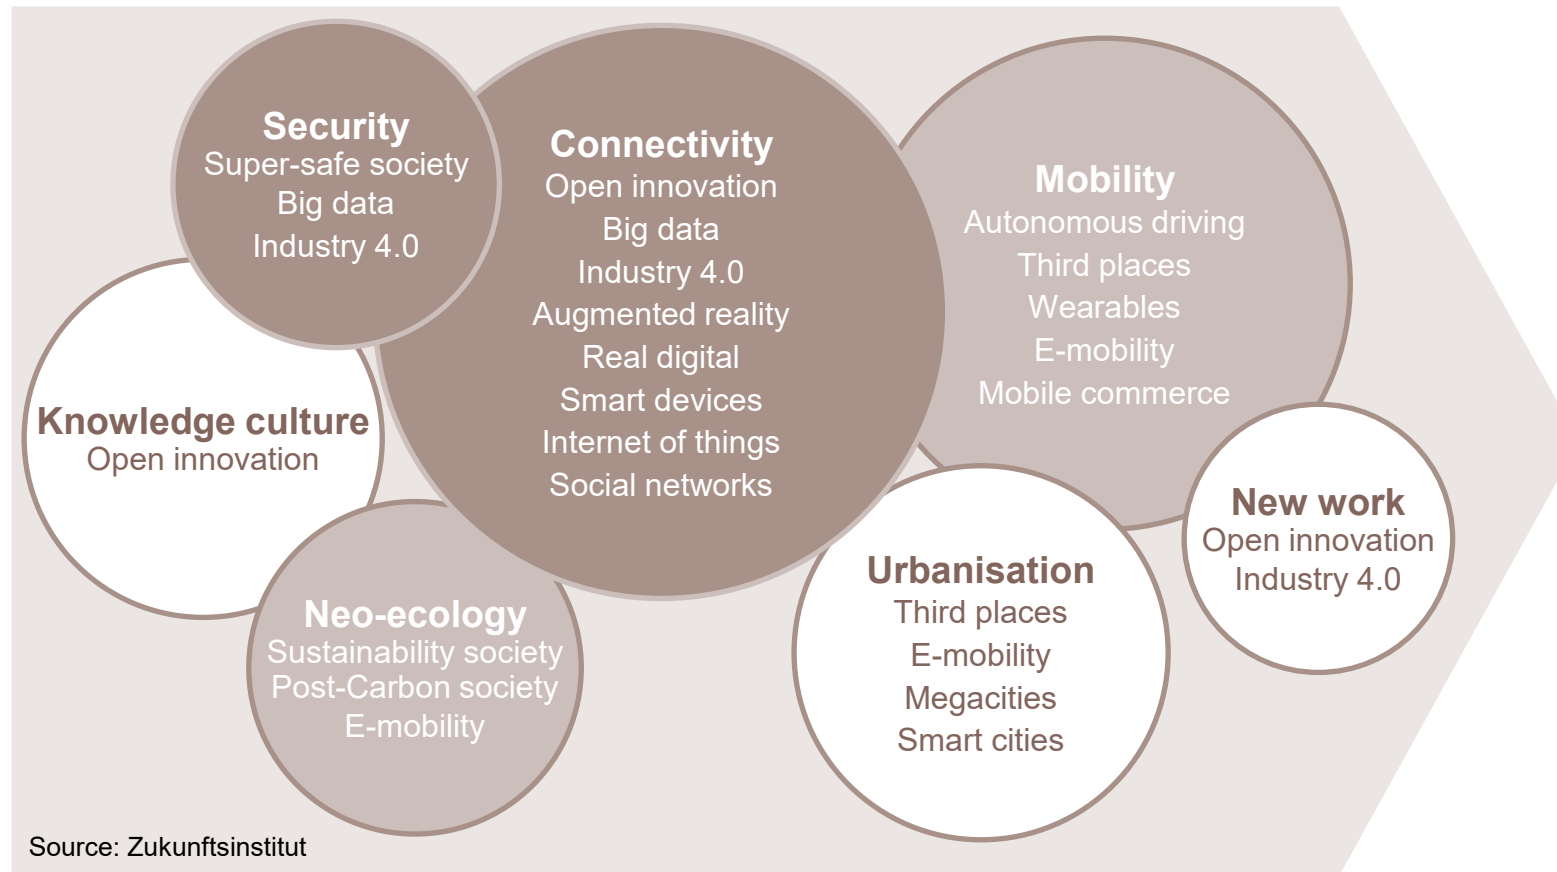 Security
Super-safe society
Big data
Industry 4.0
Connectivity
Open innovation
Big data
Industry 4.0
Augmented reality
Real digital
Smart devices
Internet of things
Social networks
Mobility
Autonomous driving
Third places
Wearables
E-mobility
Mobile commerce
Knowledge culture
Open innovation
Neo-ecology
Sustainability society
Post-Carbon society
E-mobility
Urbanisation
Third places
E-mobility
Megacities
Smart cities
New work
Open innovation
Industry 4.0
Source: Zukunftsinstitut